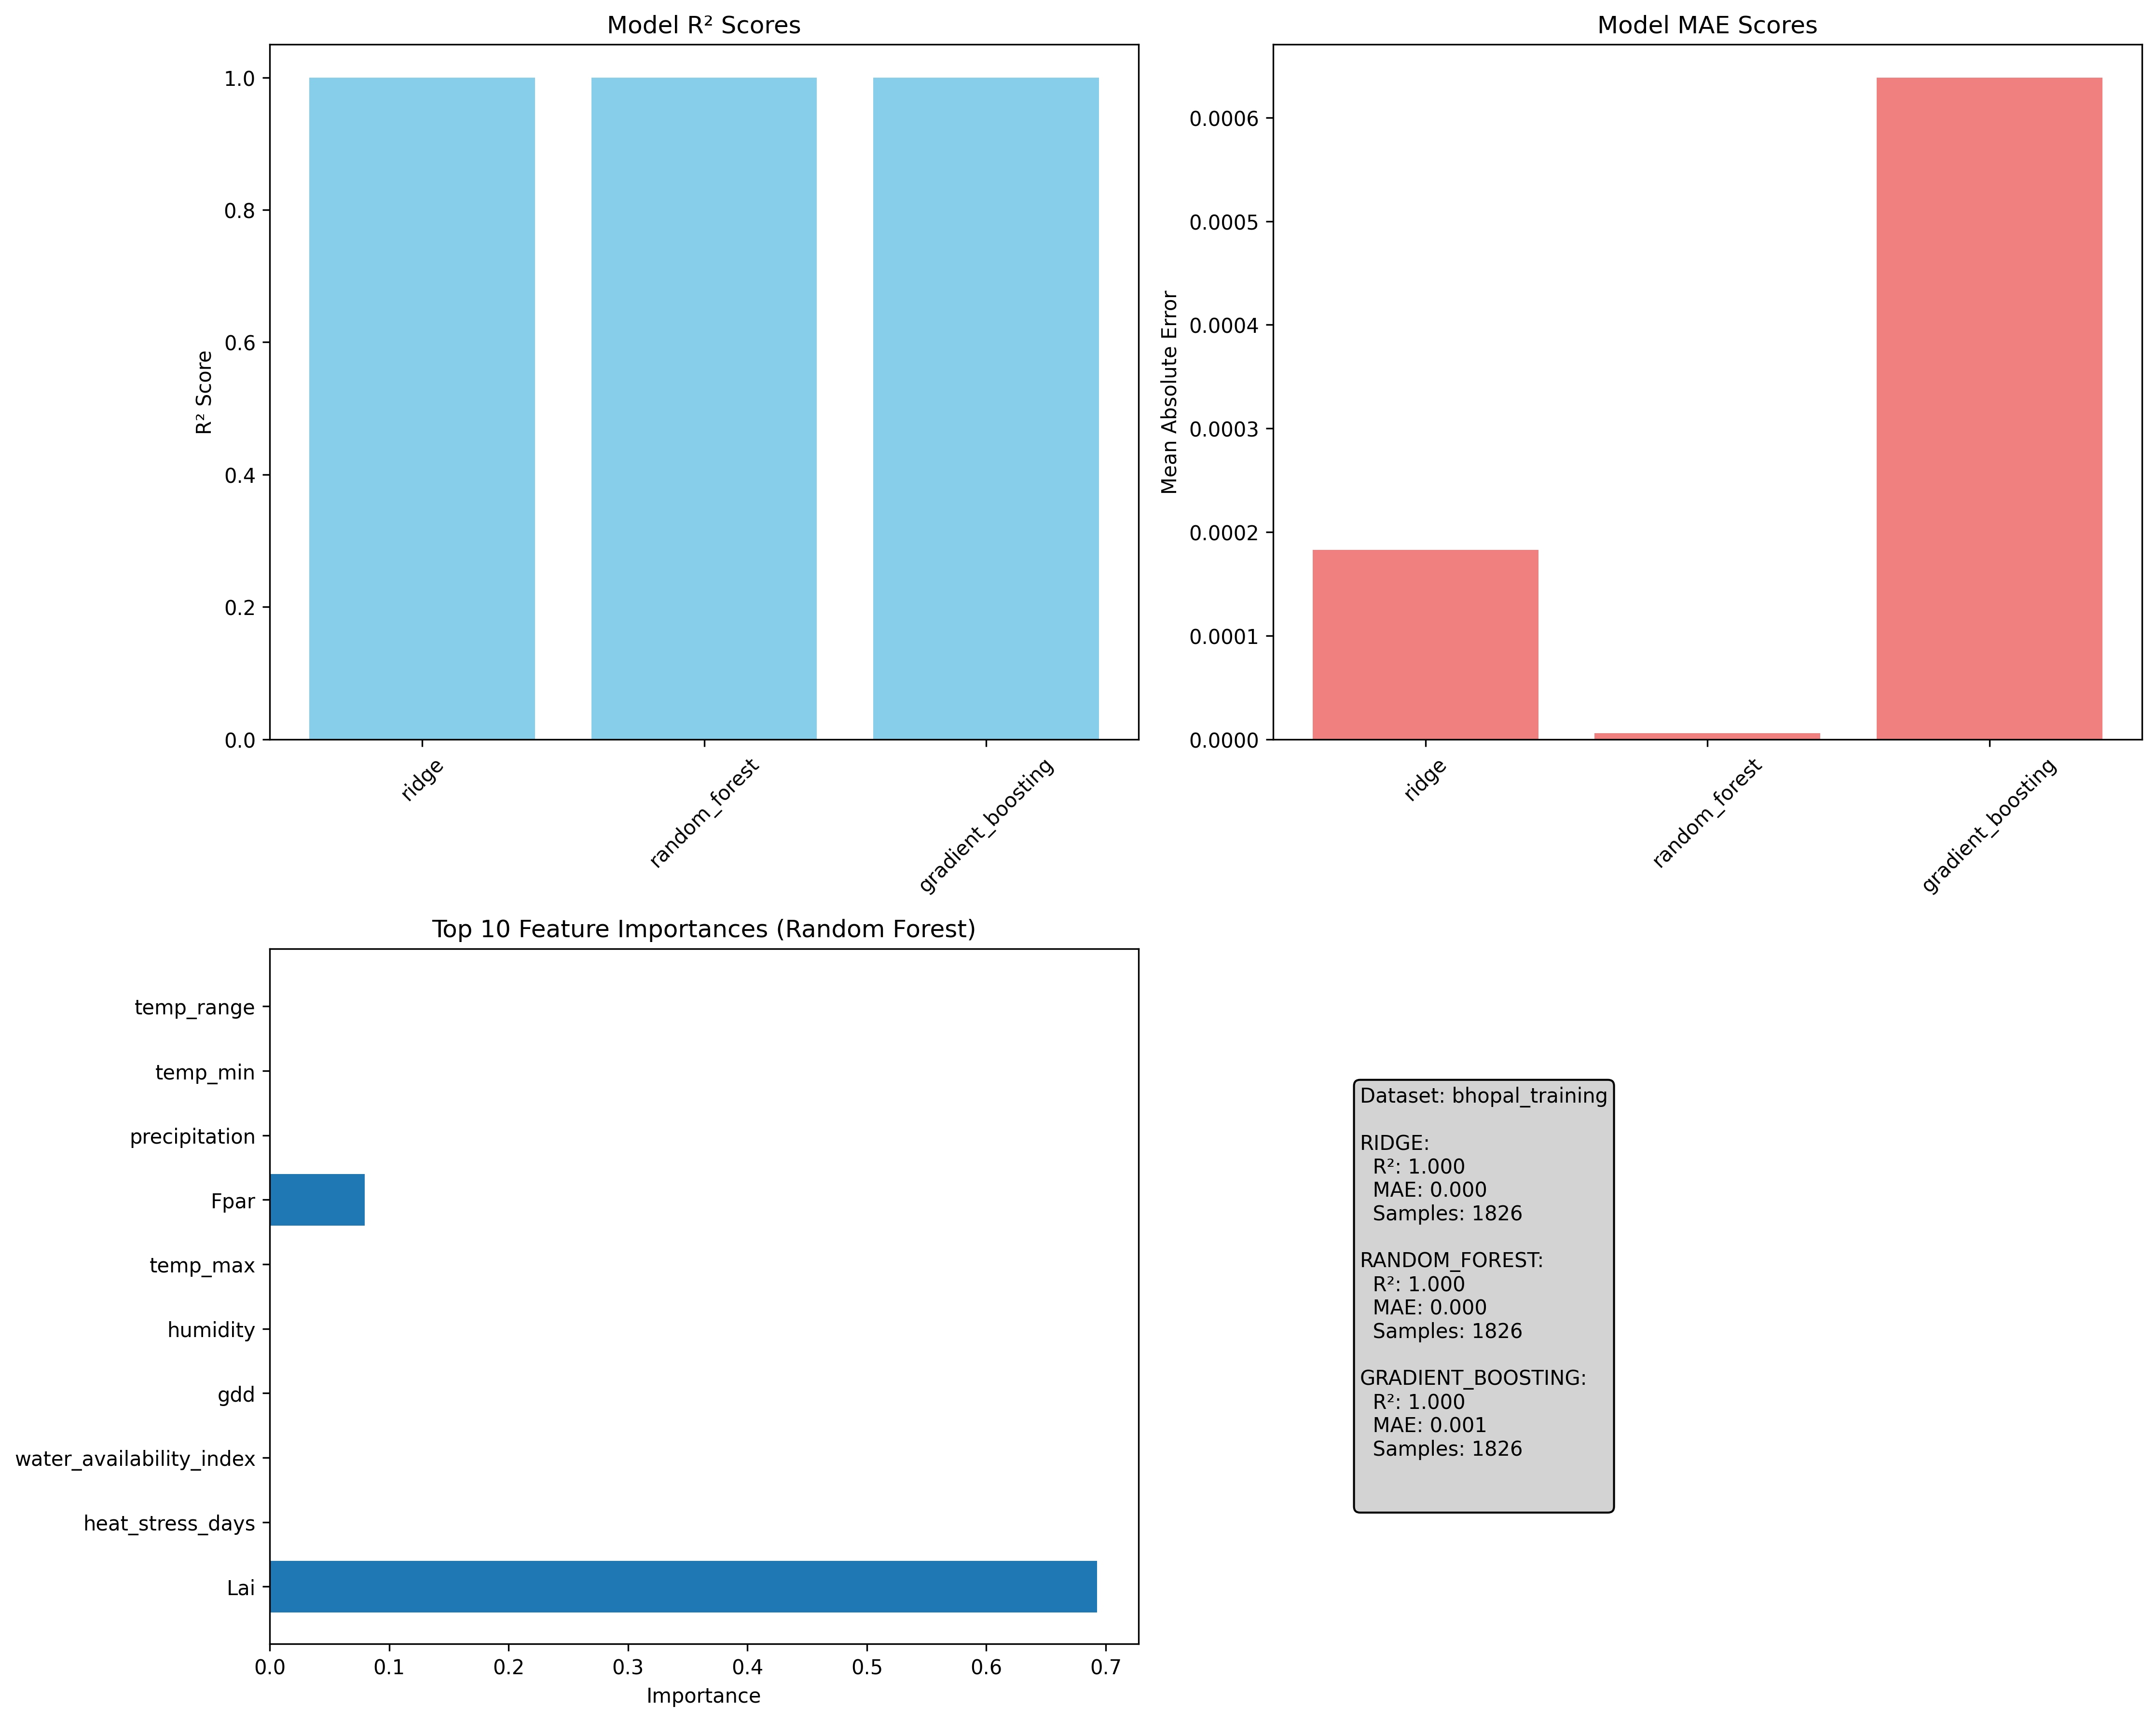 Model R² Scores
R² Score
1.0
0.8
0.6
0.4
0.2
0.0
ridge
random_forest
gradient_boosting
Model MAE Scores
Mean Absolute Error
0.0006
0.0005
0.0004
0.0003
0.0002
0.0001
0.0000
ridge
random_forest
gradient_boosting
Top 10 Feature Importances (Random Forest)
temp_range
temp_min
precipitation
Fpar
temp_max
humidity
gdd
water_availability_index
heat_stress_days
Lai
0.0 0.1 0.2 0.3 0.4 0.5 0.6 0.7
Importance
Dataset: bhopal_training
RIDGE:
R²: 1.000
MAE: 0.000
Samples: 1826
RANDOM_FOREST:
R²: 1.000
MAE: 0.000
Samples: 1826
GRADIENT_BOOSTING:
R²: 1.000
MAE: 0.001
Samples: 1826